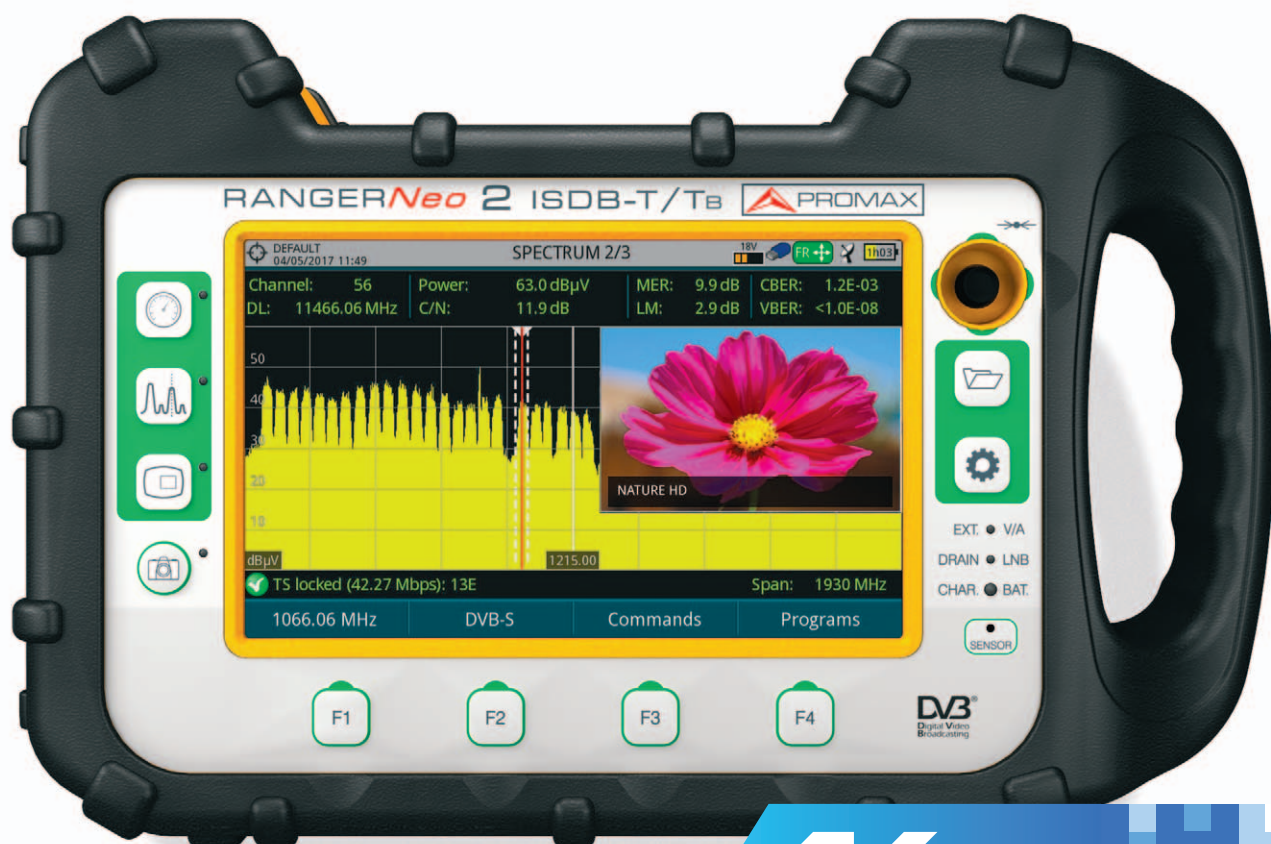 RANGERNeo 2 ISDB-T/TB PROMAX
DEFAULT
04/05/2017 11:49
SPECTRUM 2/3
18V
FR
1h03
Channel: 56
DL: 11466.06 MHz
Power: 63.0 dBµV
C/N: 11.9 dB
MER: 9.9 dB
LM: 2.9 dB
CBER: 1.2E-03
VBER: <1.0E-08
50
40
30
20
10
dBµV
1215.00
NATURE HD
TS locked (42.27 Mbps): 13E
Span: 1930 MHz
1066.06 MHz
DVB-S
Commands
Programs
EXT. V/A
DRAIN LNB
CHAR. BAT.
SENSOR
F1
F2
F3
F4
DVB®
Digital Video
Broadcasting